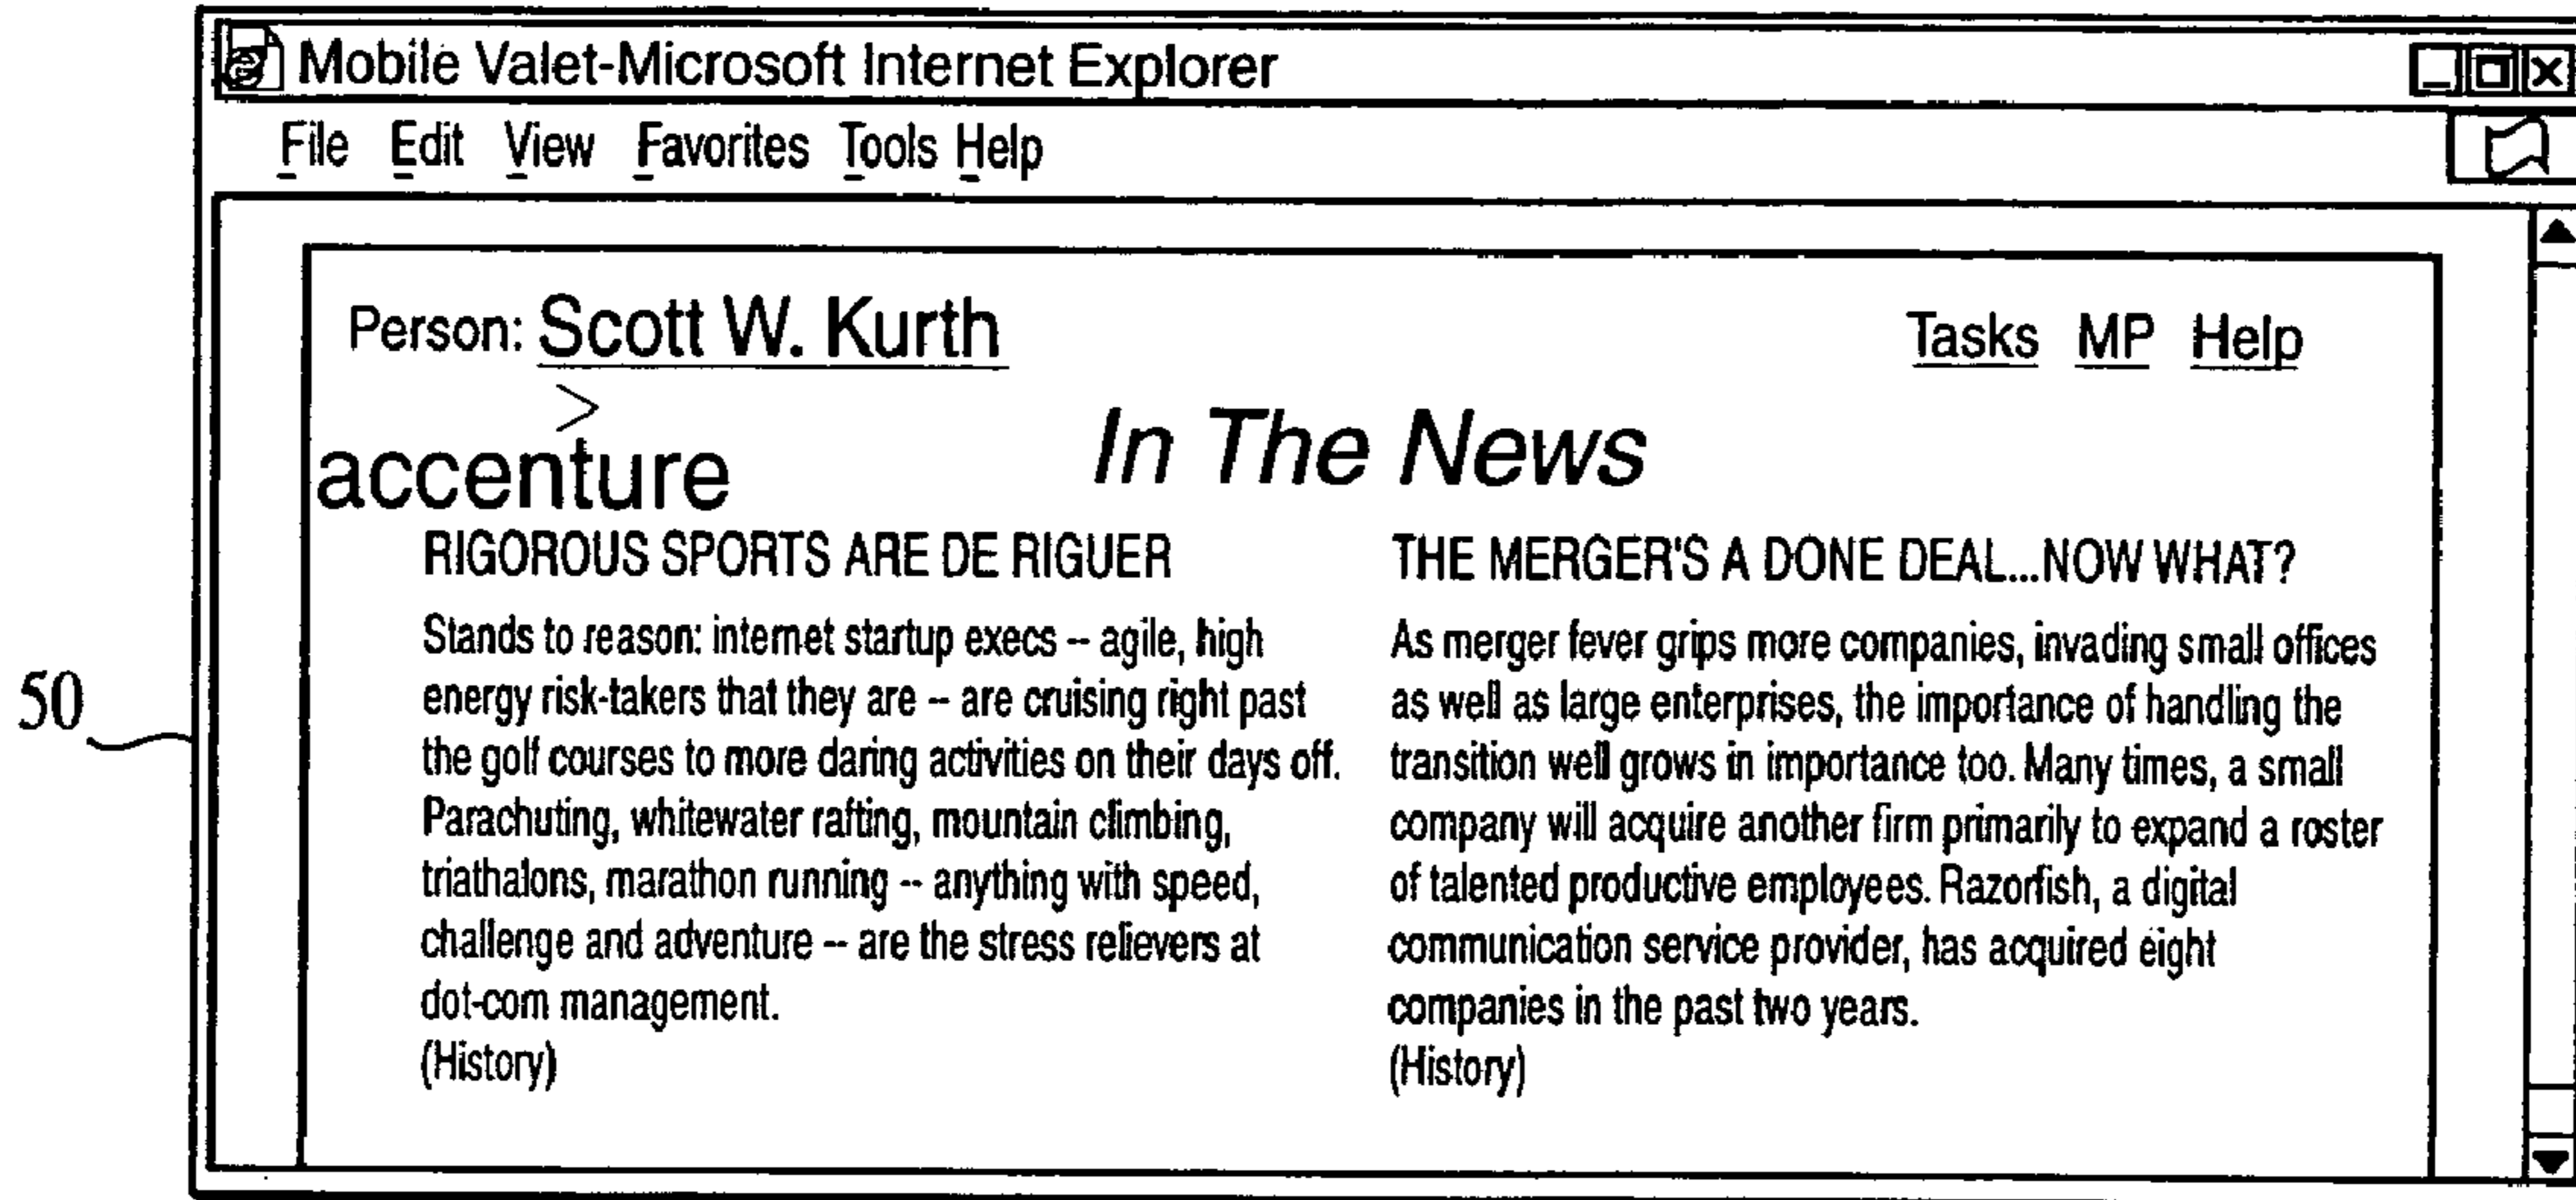 Mobile Valet-Microsoft Internet Explorer
File Edit View Favorites Tools Help
Person: Scott W. Kurth
Tasks MP Help
>
accenture
In The News
RIGOROUS SPORTS ARE DE RIGUER
Stands to reason: internet startup execs -- agile, high
energy risk-takers that they are -- are cruising right past
the golf courses to more daring activities on their days off.
Parachuting, whitewater rafting, mountain climbing,
triathalons, marathon running -- anything with speed,
challenge and adventure -- are the stress relievers at
dot-com management.
(History)
THE MERGER'S A DONE DEAL...NOW WHAT?
As merger fever grips more companies, invading small offices
as well as large enterprises, the importance of handling the
transition well grows in importance too. Many times, a small
company will acquire another firm primarily to expand a roster
of talented productive employees. Razorfish, a digital
communication service provider, has acquired eight
companies in the past two years.
(History)
50